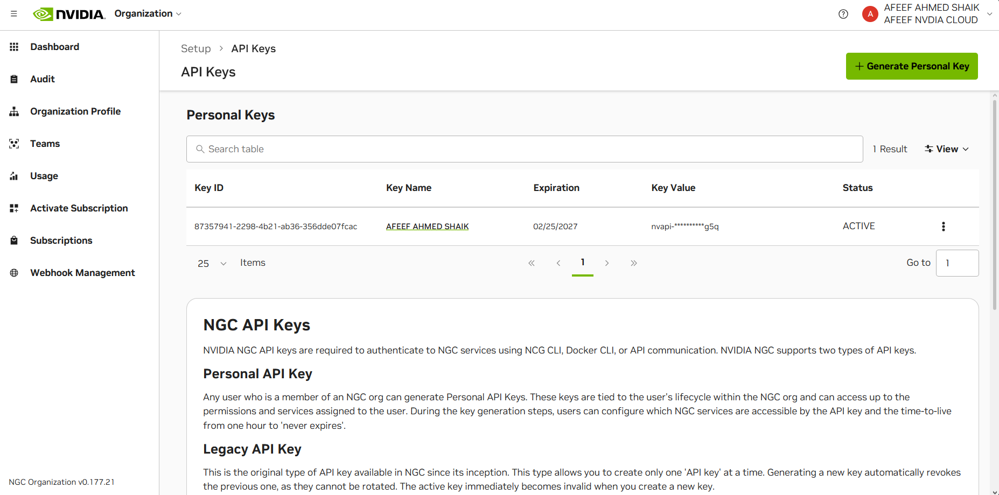 NVIDIA. Organization
AFEEF AHMED SHAIK
AFEEF NVDIA CLOUD
A
Dashboard
Audit
Organization Profile
Teams
Usage
Activate Subscription
Subscriptions
Webhook Management
NGC Organization v0.177.21
Setup > API Keys
API Keys
+ Generate Personal Key
Personal Keys
Search table
1 Result
View
Key ID Key Name Expiration Key Value Status
87357941-2298-4b21-ab36-356dde07fcac AFEEF AHMED SHAIK 02/25/2027 nvapi-**********g5q ACTIVE
25 Items « < 1 > » Go to 1
NGC API Keys
NVIDIA NGC API keys are required to authenticate to NGC services using NCG CLI, Docker CLI, or API communication. NVIDIA NGC supports two types of API keys.
Personal API Key
Any user who is a member of an NGC org can generate Personal API Keys. These keys are tied to the user's lifecycle within the NGC org and can access up to the
permissions and services assigned to the user. During the key generation steps, users can configure which NGC services are accessible by the API key and the time-to-live
from one hour to 'never expires'.
Legacy API Key
This is the original type of API key available in NGC since its inception. This type allows you to create only one 'API key' at a time. Generating a new key automatically revokes
the previous one, as they cannot be rotated. The active key immediately becomes invalid when you create a new key.